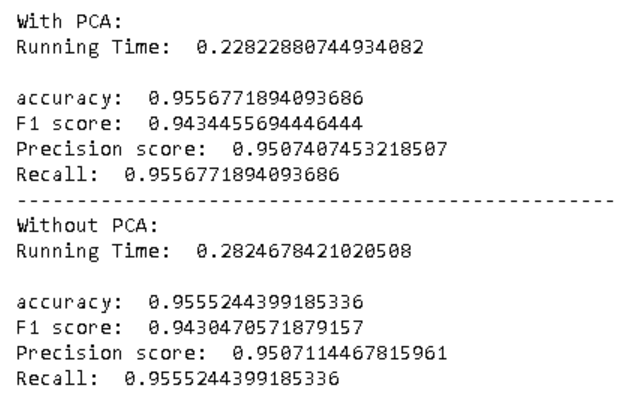 With PCA:
Running Time:  0.22822880744934082
accuracy:  0.9556771894093686
F1 score:  0.9434455694446444
Precision score:  0.9507407453218507
Recall:  0.9556771894093686
--------------------------------------------------
Without PCA:
Running Time:  0.2824678421020508
accuracy:  0.9555244399185336
F1 score:  0.9430470571879157
Precision score:  0.9507114467815961
Recall:  0.9555244399185336